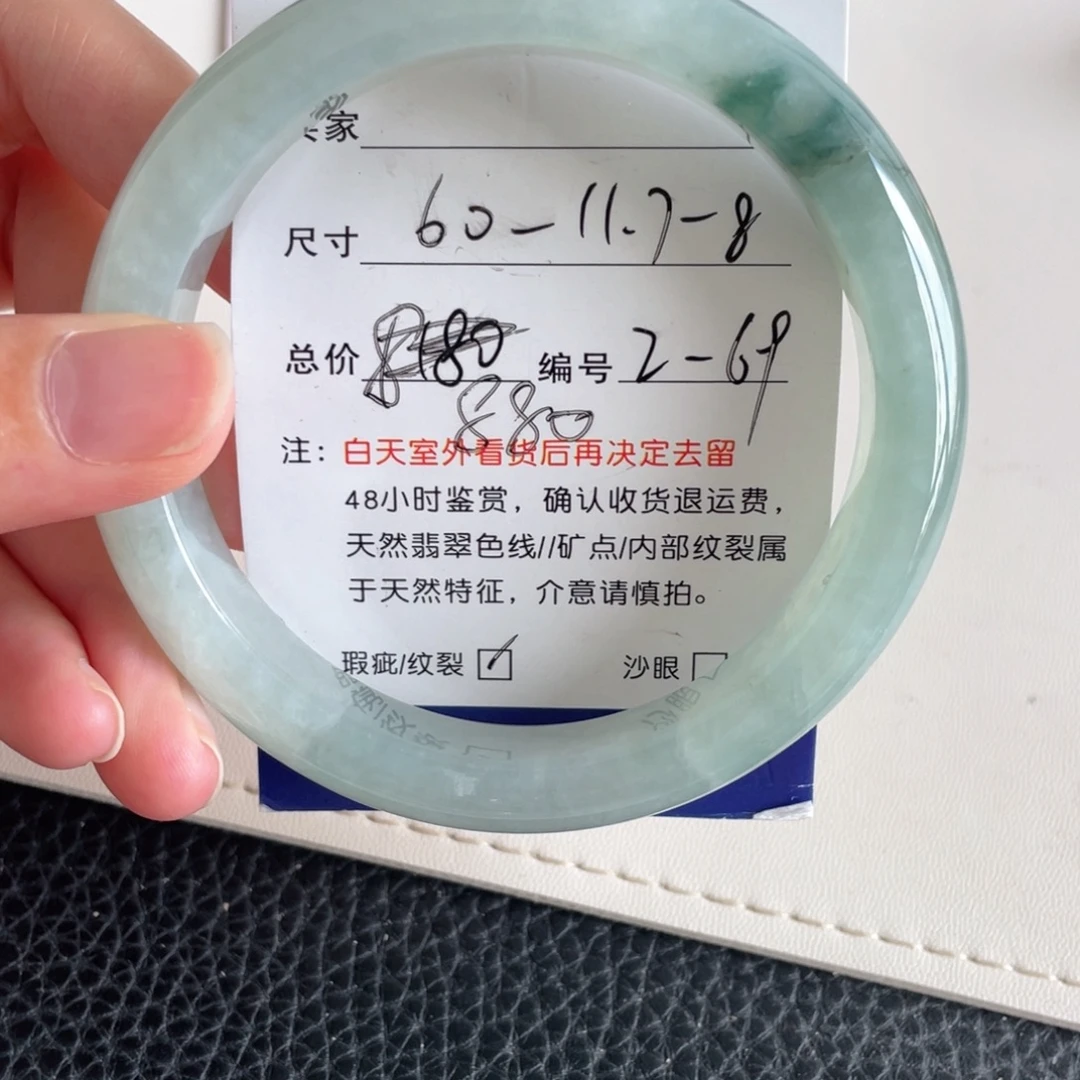 家
尺寸 60-11.7-8
总价 180 编号 2-69
880
注：白天室外看货后再决定去留
48小时鉴赏，确认收货退运费，
天然翡翠色线//矿点/内部纹裂属
于天然特征，介意请慎拍。
瑕疵/纹裂 沙眼